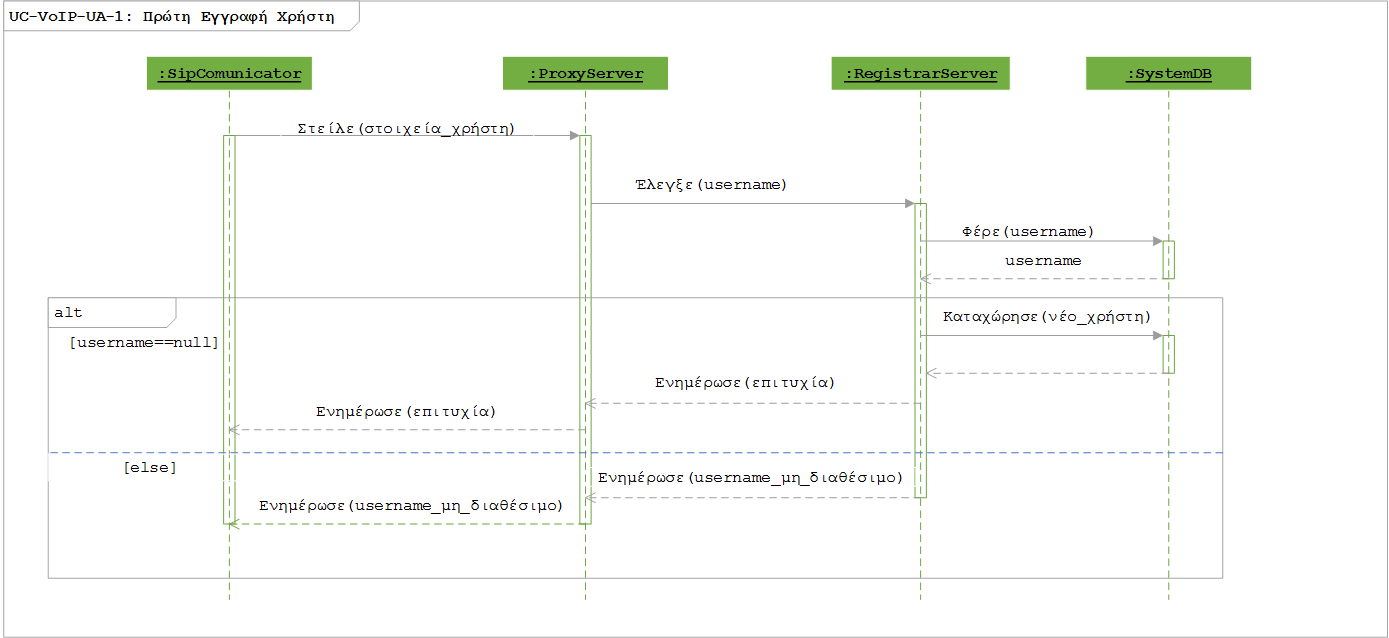 UC-VoIP-UA-1: Πρώτη Εγγραφή Χρήστη
:SipComunicator
:ProxyServer
:RegistrarServer
:SystemDB
Στείλε(στοιχεία_χρήστη)
Έλεγξε(username)
Φέρε(username)
username
alt
Καταχώρησε(νέο_χρήστη)
[username==null]
Ενημέρωσε(επιτυχία)
Ενημέρωσε(επιτυχία)
[else]
Ενημέρωσε(username_μη_διαθέσιμο)
Ενημέρωσε(username_μη_διαθέσιμο)